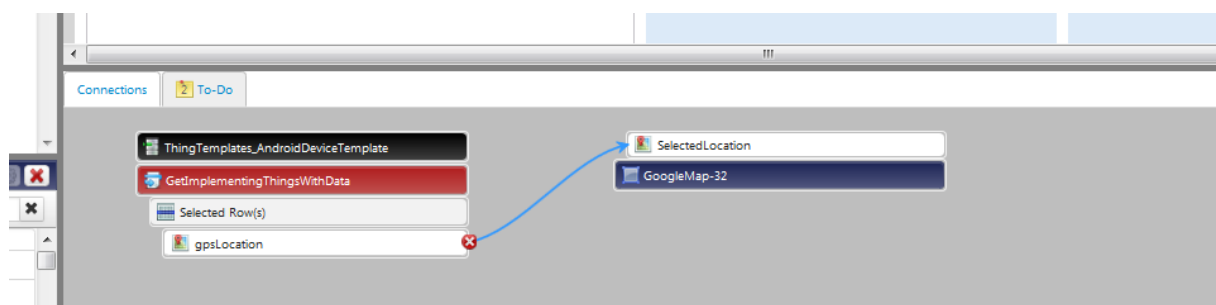 Connections
2 To-Do
ThingTemplates_AndroidDeviceTemplate
GetImplementingThingsWithData
Selected Row(s)
gpsLocation
SelectedLocation
GoogleMap-32